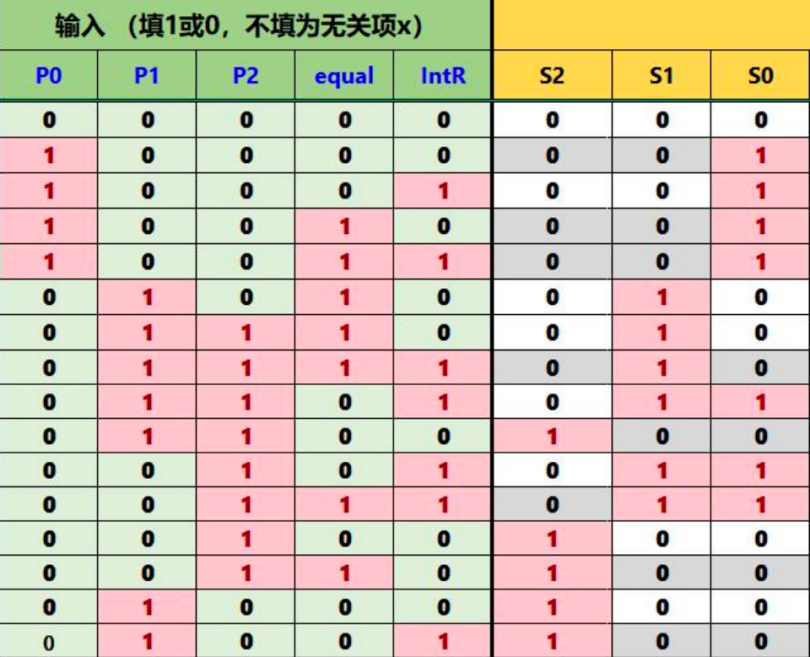 输入 （填1或0，不填为无关项x）
P0 P1 P2 equal IntR S2 S1 S0
0 0 0 0 0 0 0 0
1 0 0 0 0 0 0 1
1 0 0 0 1 0 0 1
1 0 0 1 0 0 0 1
1 0 0 1 1 0 0 1
0 1 0 1 0 0 1 0
0 1 1 1 0 0 1 0
0 1 1 1 1 0 1 0
0 1 1 0 1 0 1 1
0 1 1 0 0 1 0 0
0 0 1 0 1 0 1 1
0 0 1 1 1 0 1 1
0 0 1 0 0 1 0 0
0 0 1 1 0 1 0 0
0 1 0 0 0 1 0 0
0 1 0 0 1 1 0 0